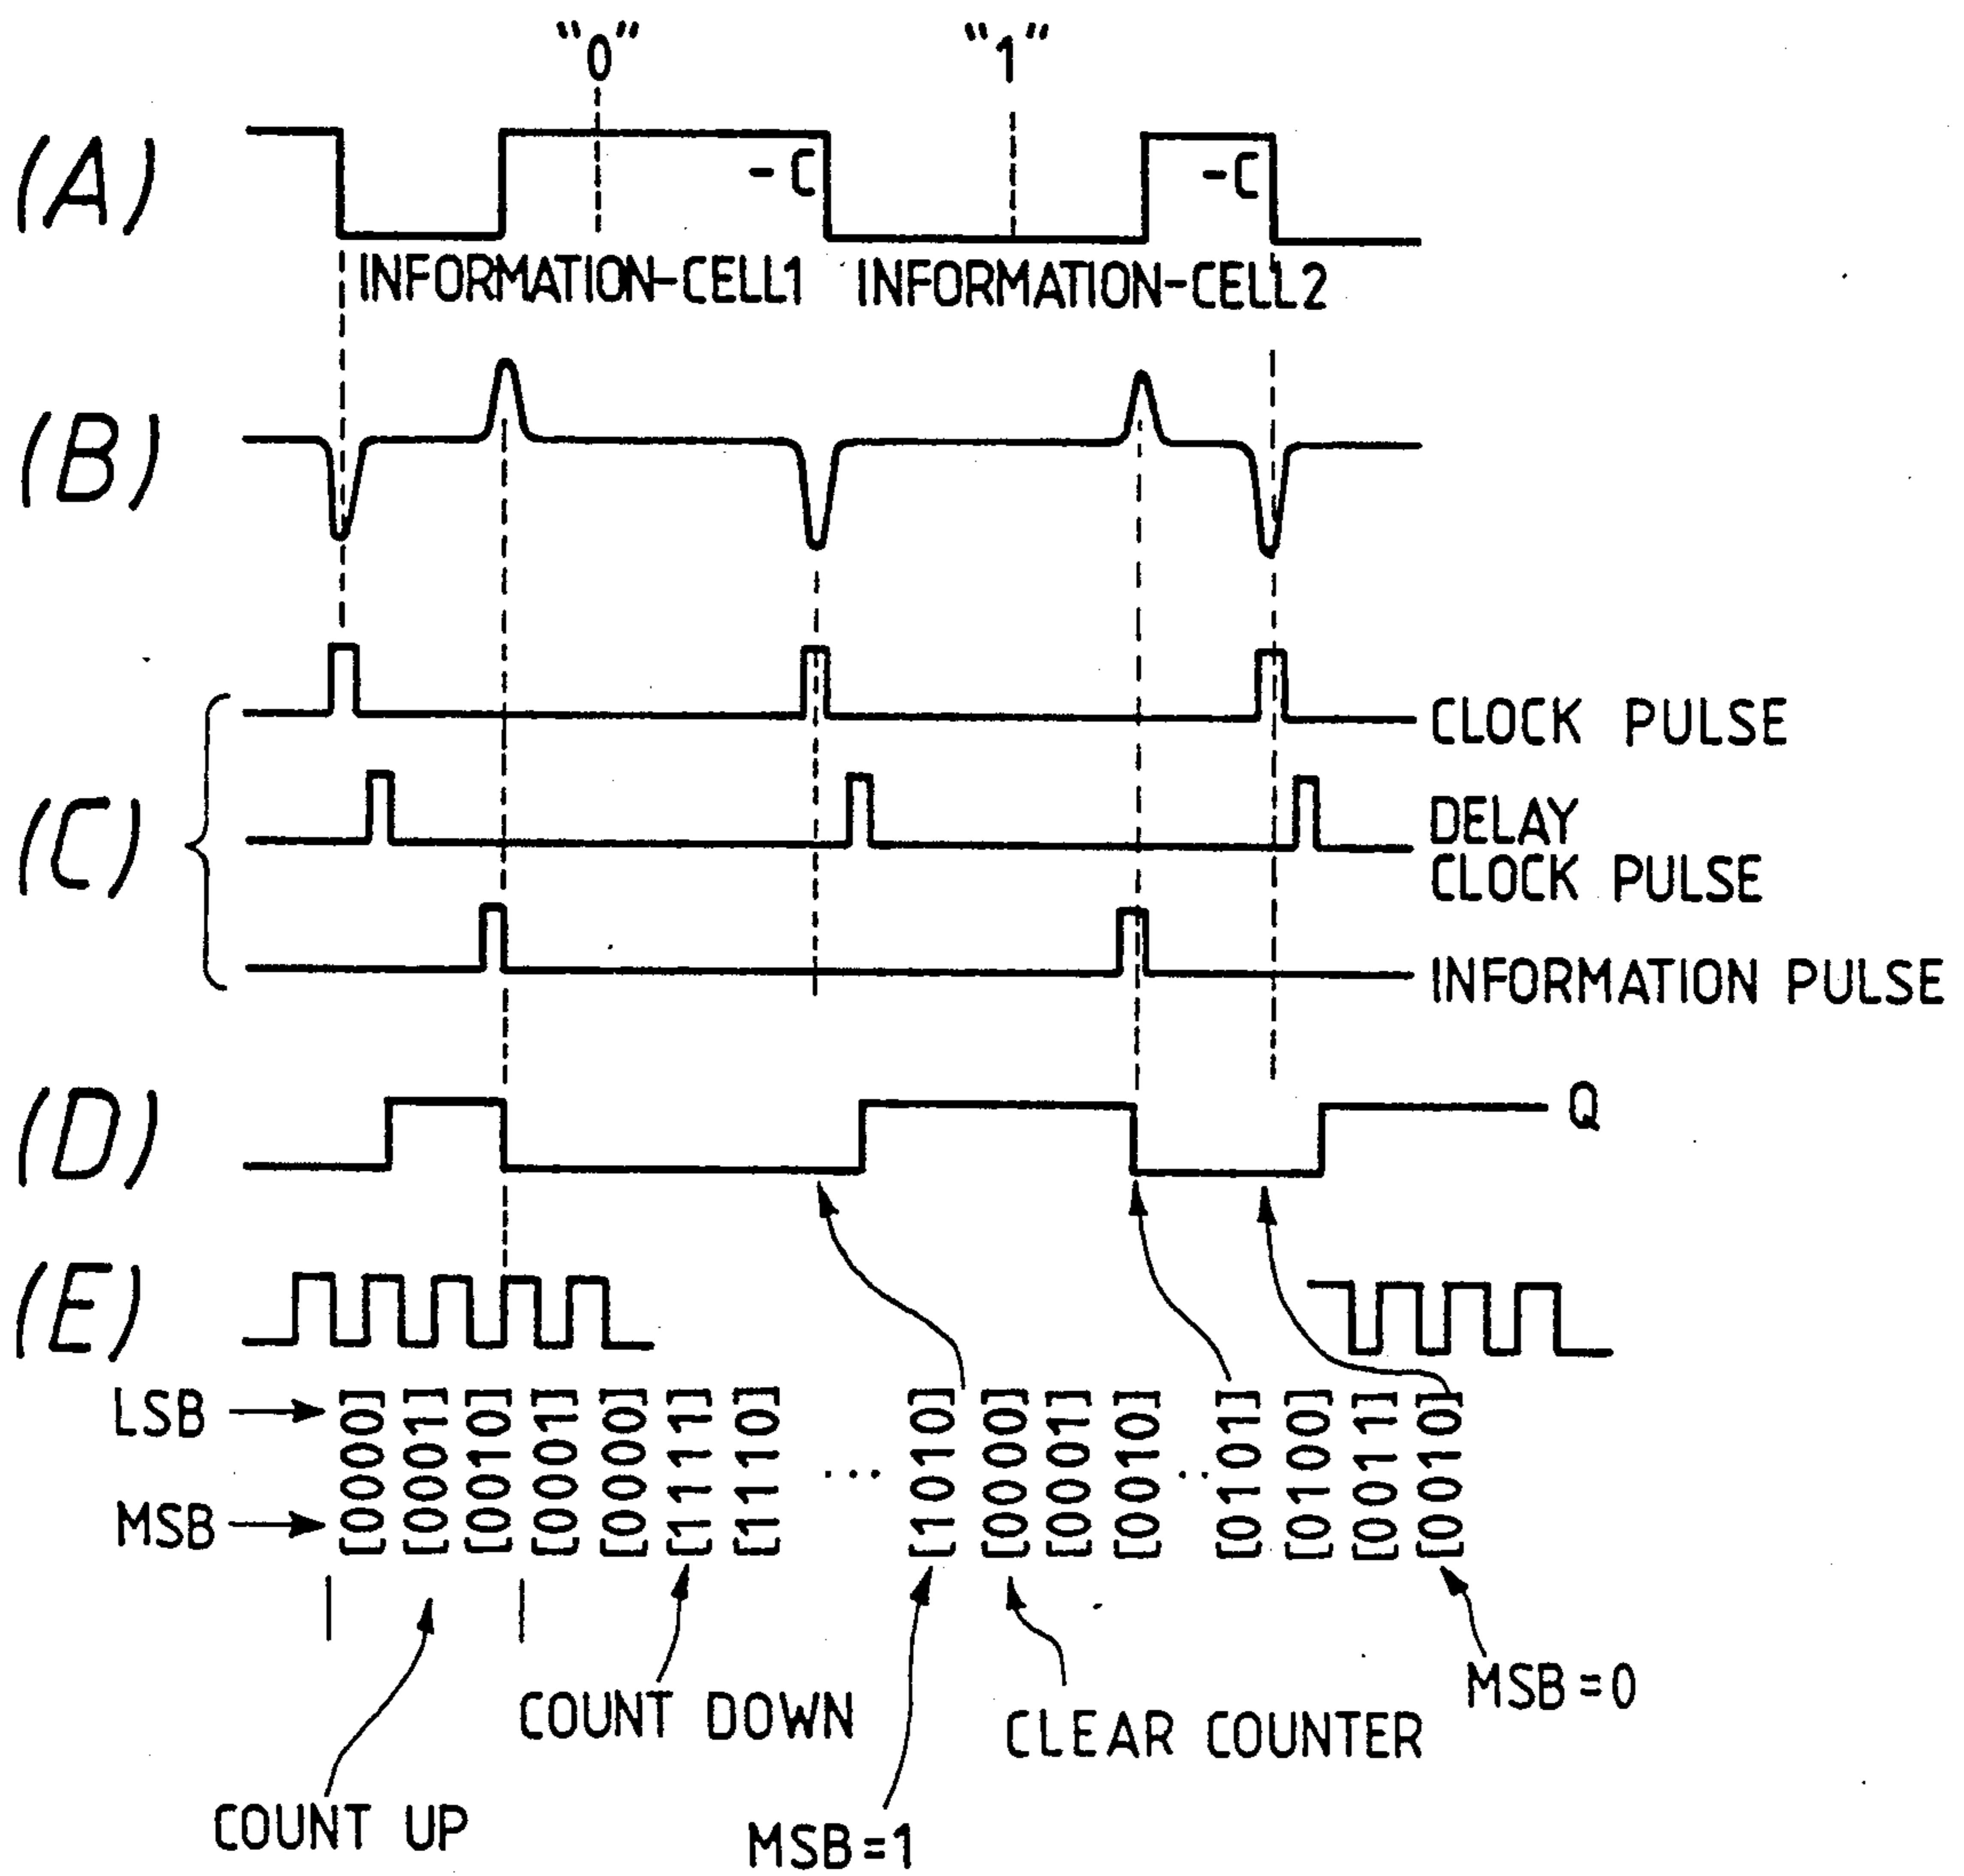 "0" "1"
(A)
-C -C
INFORMATION-CELL1 INFORMATION-CELL2
(B)
(C)
CLOCK PULSE
DELAY
CLOCK PULSE
INFORMATION PULSE
(D)
Q
(E)
LSB
MSB
[0000]
[0001]
[0010]
[0001]
[0000]
[1111]
[1110]
...
[1010]
[0000]
[0001]
[0010]
..
[0101]
[0100]
[0011]
[0010]
COUNT UP
COUNT DOWN
MSB=1
CLEAR COUNTER
MSB=0